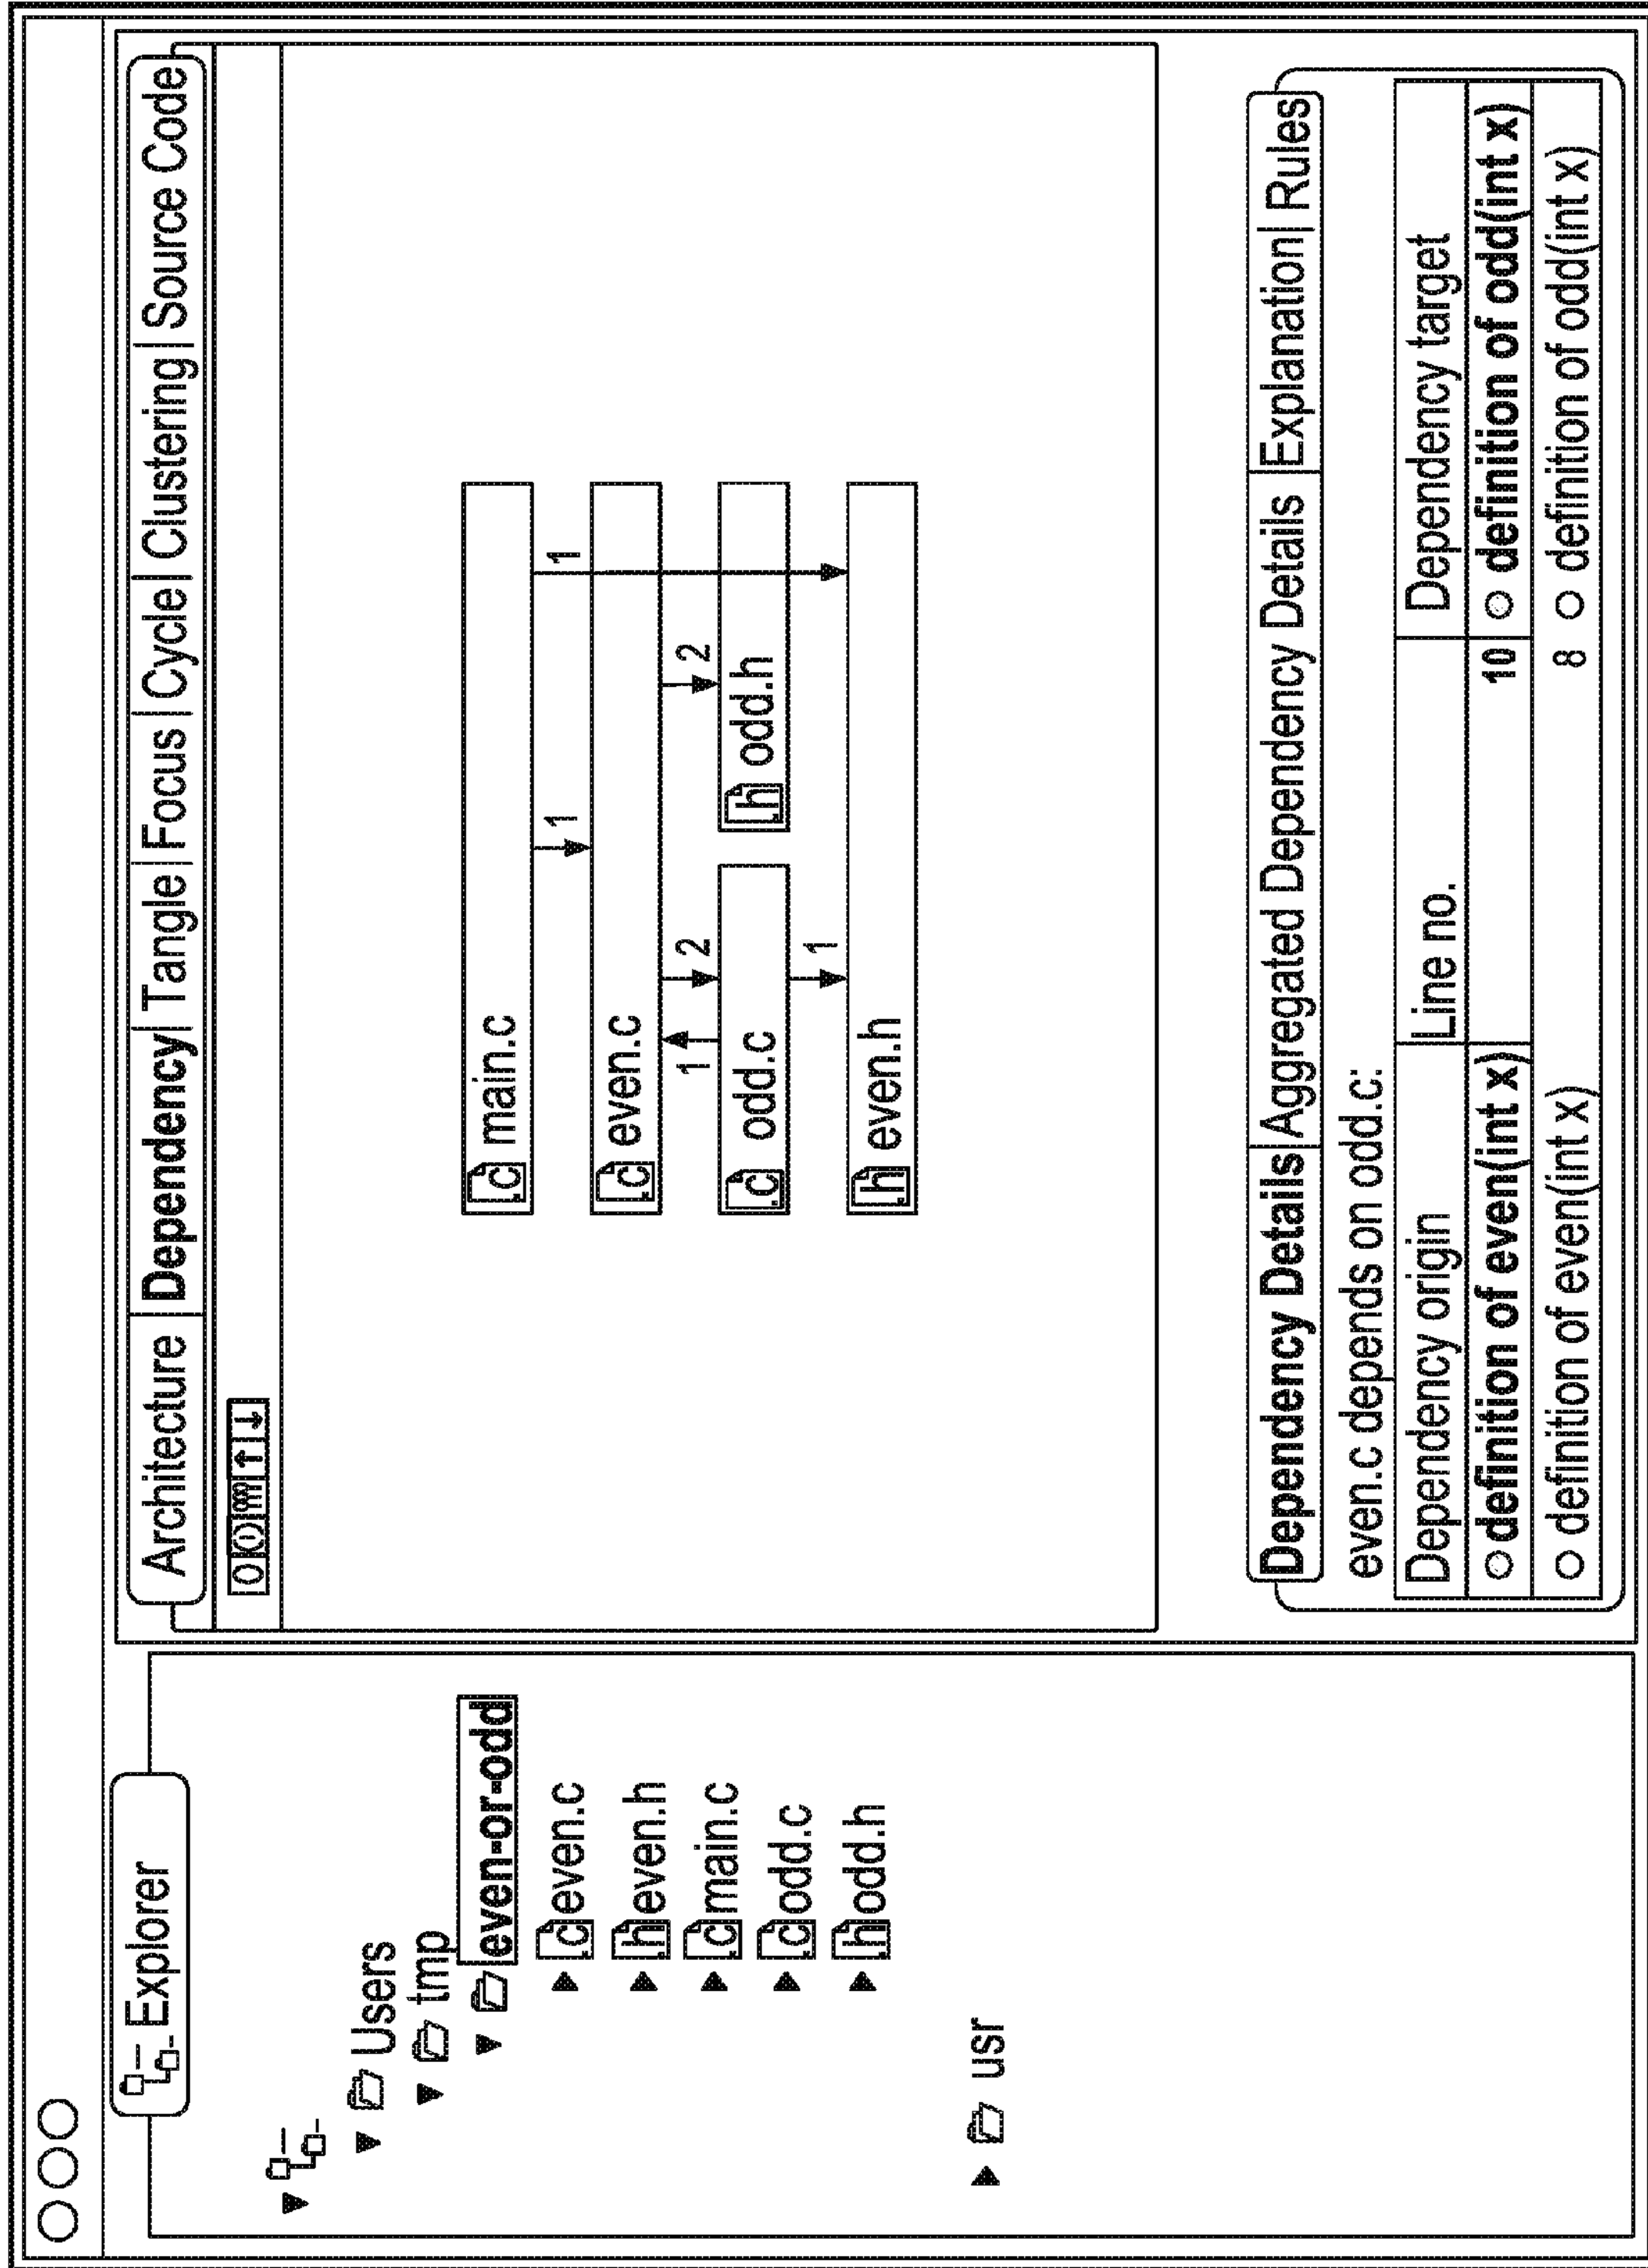 Explorer
Users
tmp
even-or-odd
.c even.c
.h even.h
.c main.c
.c odd.c
.h odd.h
usr
Architecture | Dependency | Tangle | Focus | Cycle | Clustering | Source Code
.c main.c
1
1
.c even.c
1
2
2
.c odd.c
.h odd.h
1
.h even.h
Dependency Details | Aggregated Dependency Details | Explanation | Rules
even.c depends on odd.c:
Dependency origin Line no. Dependency target
definition of even(int x) 10 definition of odd(int x)
definition of even(int x) 8 definition of odd(int x)